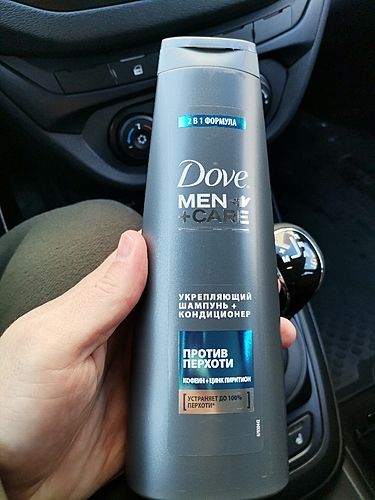 2 В 1 ФОРМУЛА
Dove
MEN
+CARE
УКРЕПЛЯЮЩИЙ
ШАМПУНЬ +
КОНДИЦИОНЕР
ПРОТИВ
ПЕРХОТИ
КОФЕИН + ЦИНК ПИРИТИОН
УСТРАНЯЕТ ДО 100%
ПЕРХОТИ*